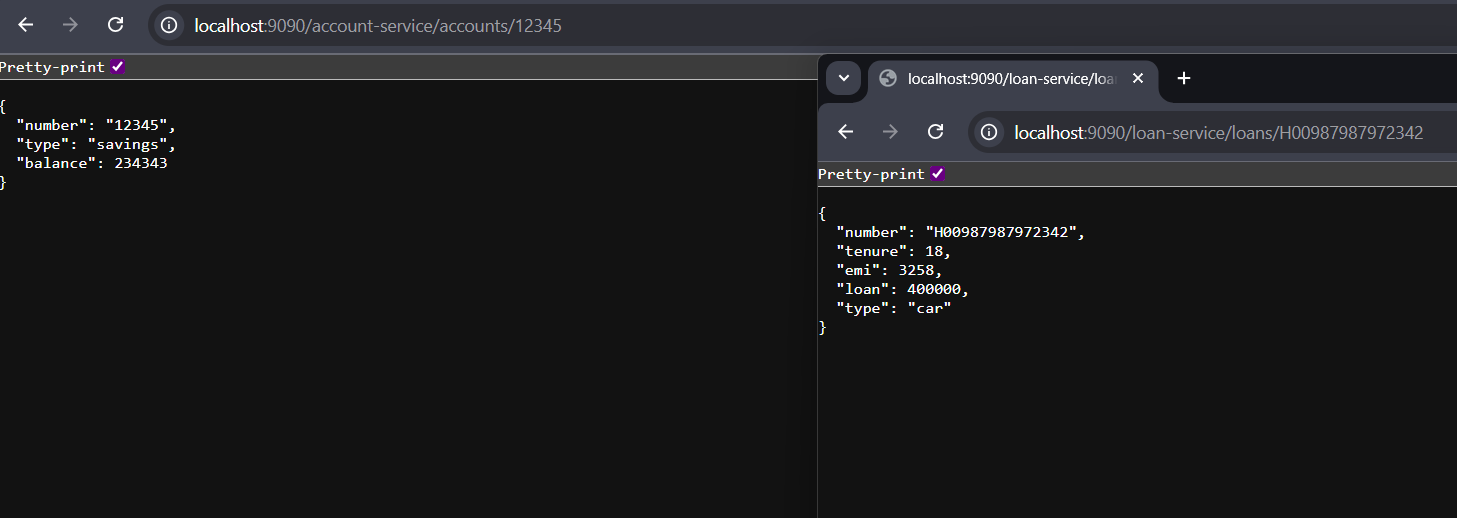 localhost:9090/account-service/accounts/12345
Pretty-print
{
  "number": "12345",
  "type": "savings",
  "balance": 234343
}
localhost:9090/loan-service/loa
localhost:9090/loan-service/loans/H00987987972342
Pretty-print
{
  "number": "H00987987972342",
  "tenure": 18,
  "emi": 3258,
  "loan": 400000,
  "type": "car"
}